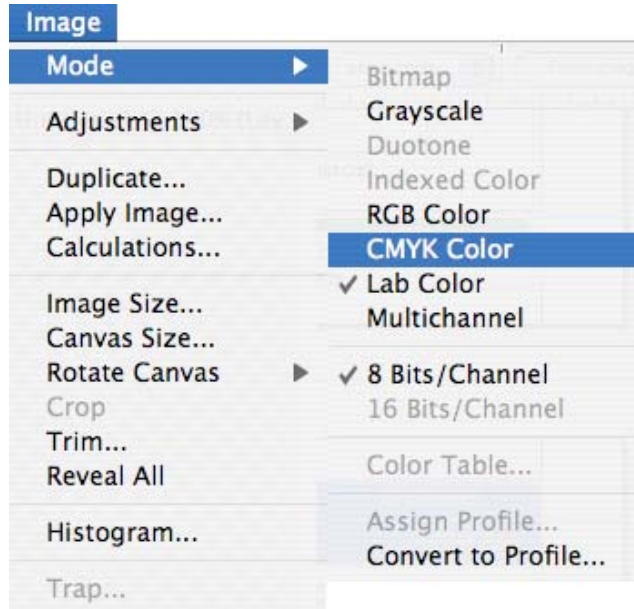 Image
Mode
Adjustments
Duplicate...
Apply Image...
Calculations...
Image Size...
Canvas Size...
Rotate Canvas
Crop
Trim...
Reveal All
Histogram...
Trap...
Bitmap
Grayscale
Duotone
Indexed Color
RGB Color
CMYK Color
✓ Lab Color
Multichannel
✓ 8 Bits/Channel
16 Bits/Channel
Color Table...
Assign Profile...
Convert to Profile...